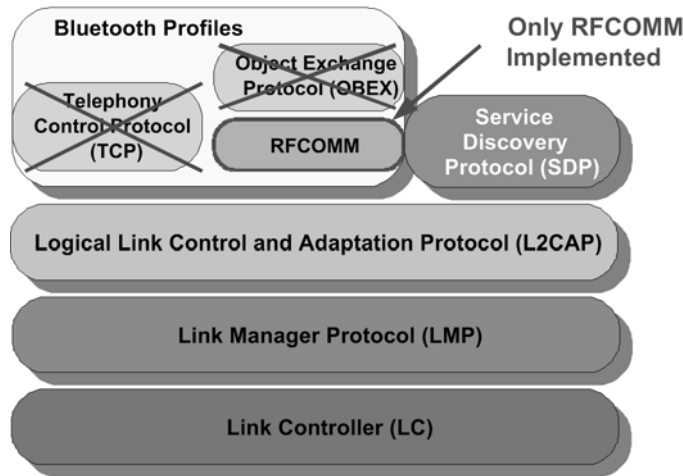 Bluetooth Profiles
Only RFCOMM
Implemented
Object Exchange
Protocol (OBEX)
Telephony
Control Protocol
(TCP)
RFCOMM
Service
Discovery
Protocol (SDP)
Logical Link Control and Adaptation Protocol (L2CAP)
Link Manager Protocol (LMP)
Link Controller (LC)